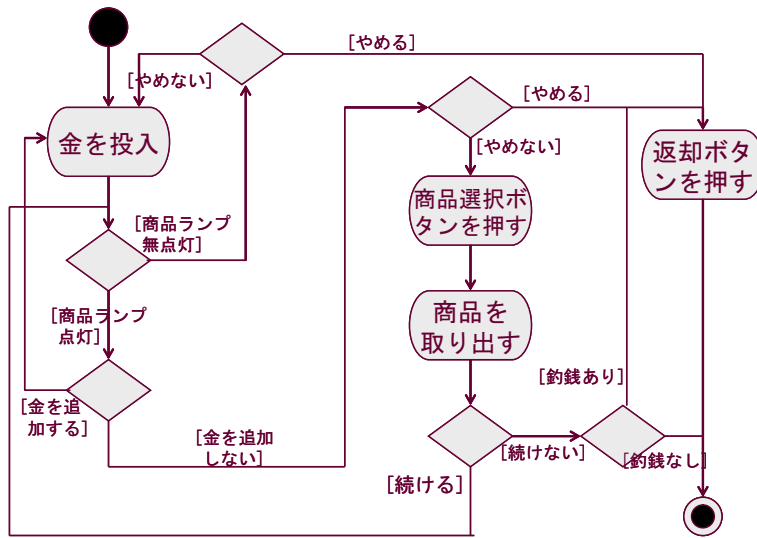 [やめる]
[やめない]
金を投入
[やめる]
[やめない]
返却ボタ
ンを押す
商品選択ボ
タンを押す
[商品ランプ
無点灯]
商品を
取り出す
[商品ランプ
点灯]
[釣銭あり]
[金を追
加する]
[金を追加
しない]
[続けない]
[釣銭なし]
[続ける]